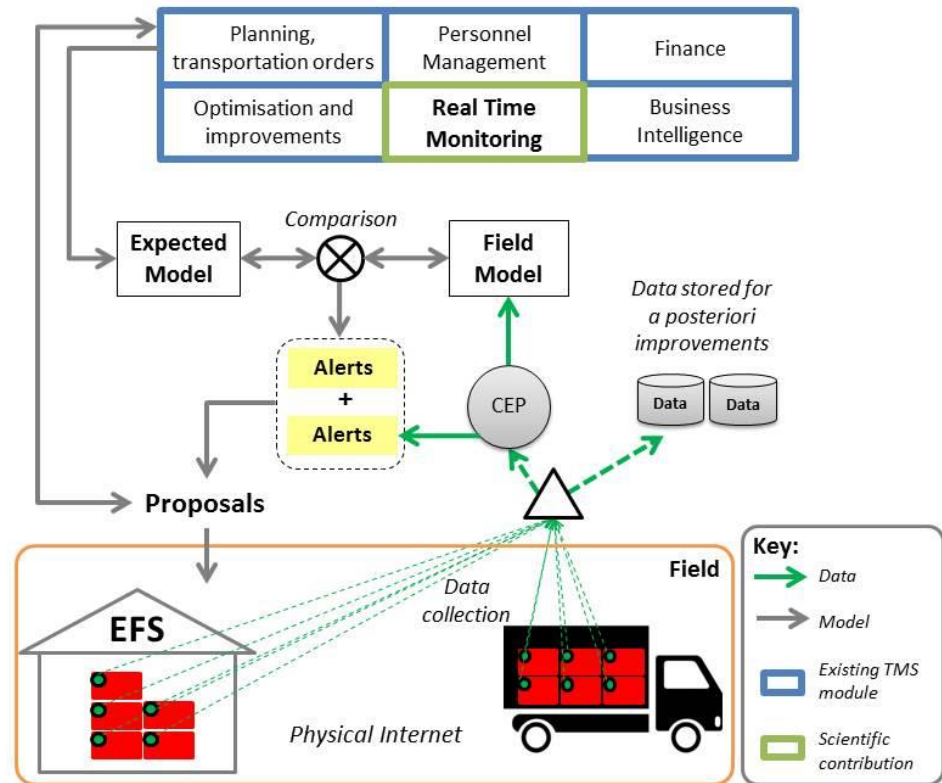 Planning,
transportation orders
Personnel
Management
Finance
Optimisation and
improvements
Real Time
Monitoring
Business
Intelligence
Comparison
Expected
Model
Field
Model
Data stored for
a posteriori
improvements
Alerts
+
Alerts
CEP
Data
Data
Proposals
Field
Data
collection
EFS
Physical Internet
Key:
Data
Model
Existing TMS
module
Scientific
contribution